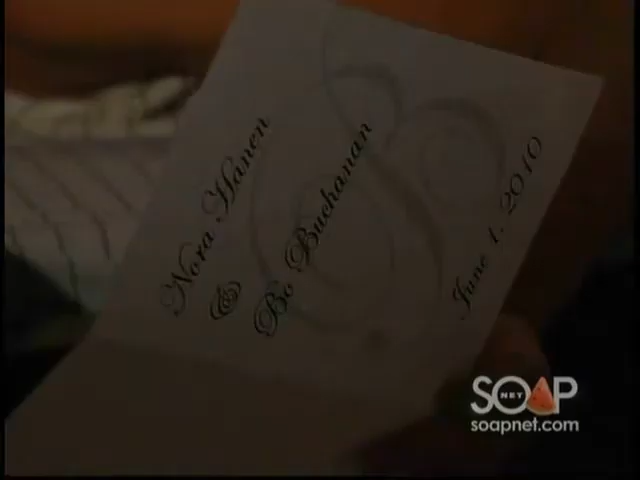 Nora Hanen
&
Bo Buchanan
June 1, 2010
SOAP
NET
soapnet.com